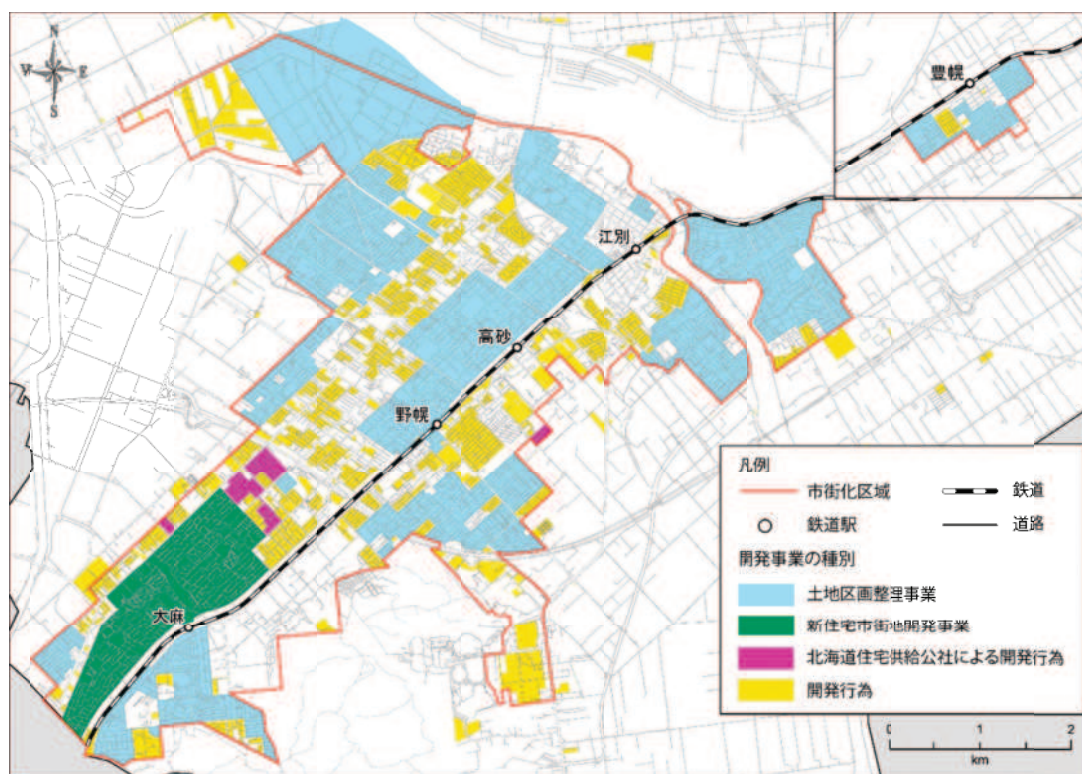 N
W E
S
豊幌
江別
高砂
野幌
大麻
凡例
市街化区域 鉄道
鉄道駅 道路
開発事業の種別
土地区画整理事業
新住宅市街地開発事業
北海道住宅供給公社による開発行為
開発行為
0 1 2
km